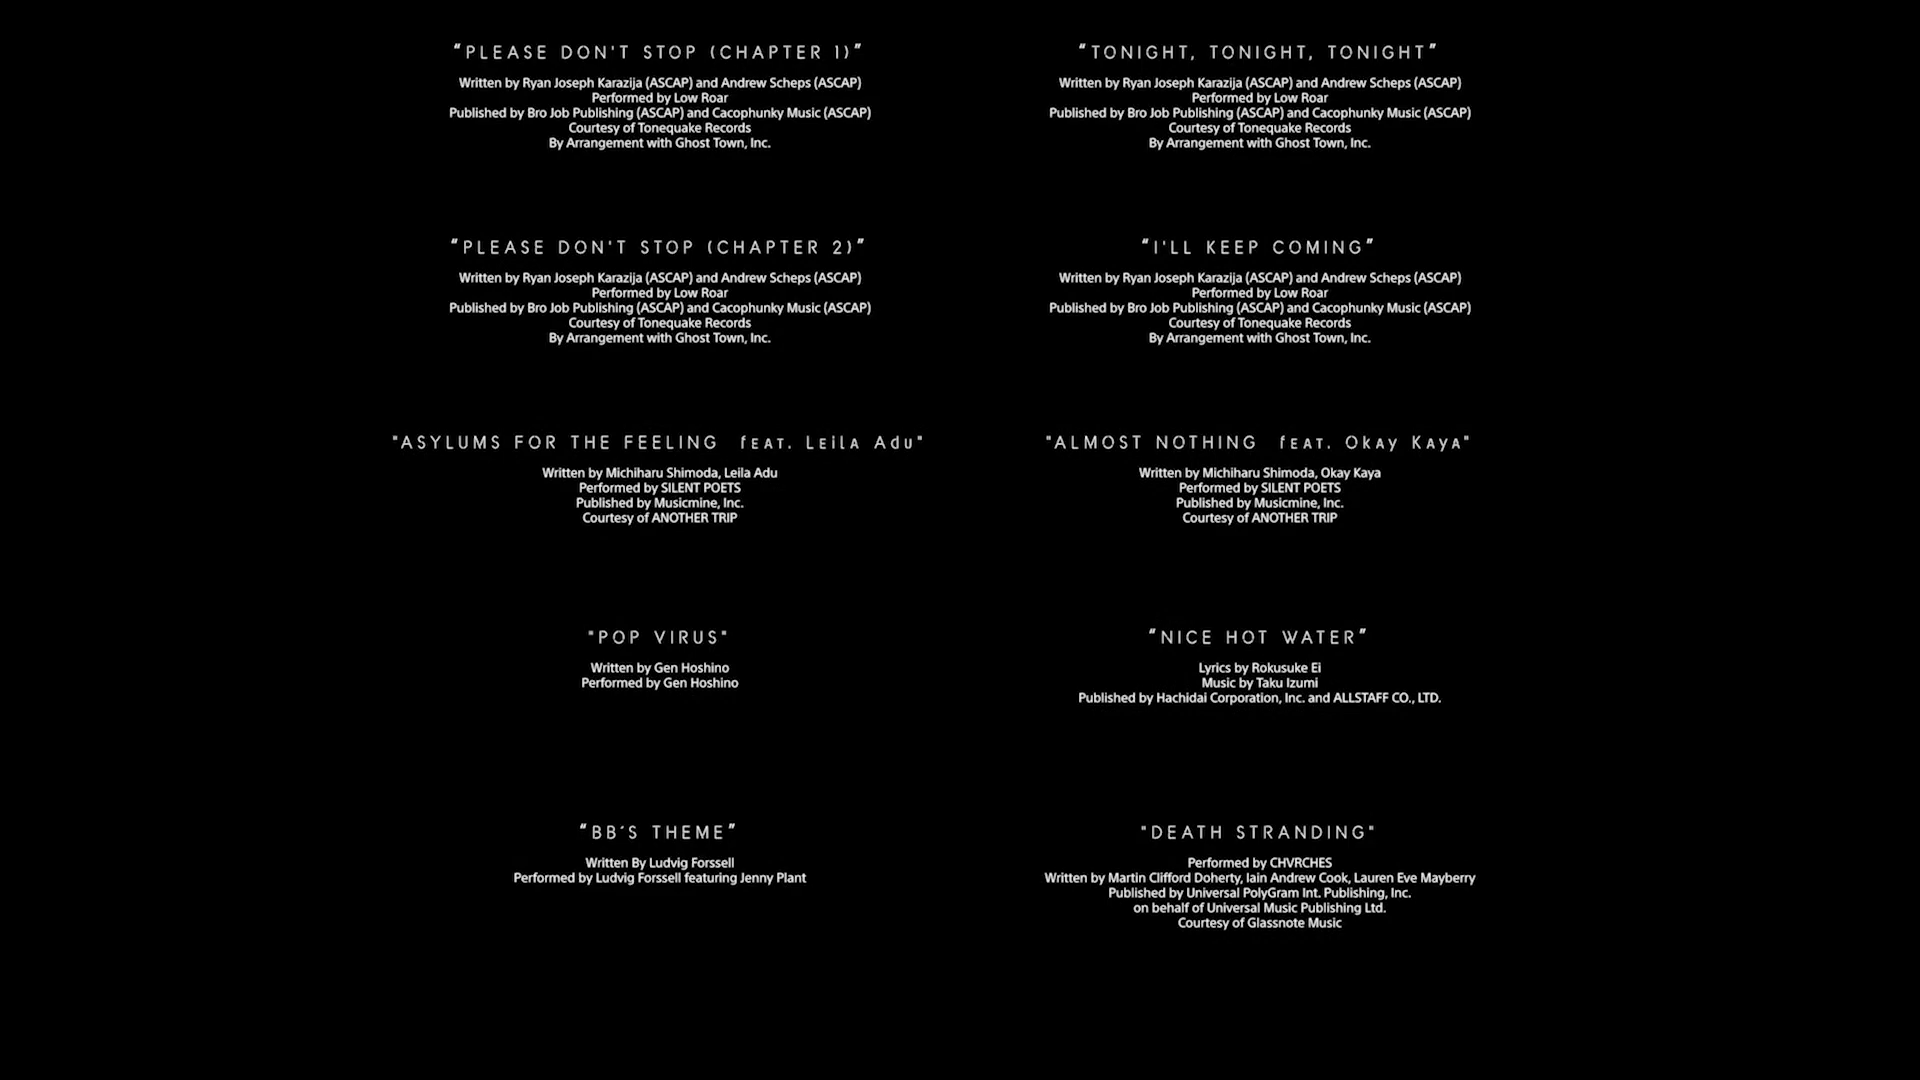 “PLEASE DON'T STOP (CHAPTER 1)”
Written by Ryan Joseph Karazija (ASCAP) and Andrew Scheps (ASCAP)
Performed by Low Roar
Published by Bro Job Publishing (ASCAP) and Cacophunky Music (ASCAP)
Courtesy of Tonequake Records
By Arrangement with Ghost Town, Inc.
“TONIGHT, TONIGHT, TONIGHT”
Written by Ryan Joseph Karazija (ASCAP) and Andrew Scheps (ASCAP)
Performed by Low Roar
Published by Bro Job Publishing (ASCAP) and Cacophunky Music (ASCAP)
Courtesy of Tonequake Records
By Arrangement with Ghost Town, Inc.
“PLEASE DON'T STOP (CHAPTER 2)”
Written by Ryan Joseph Karazija (ASCAP) and Andrew Scheps (ASCAP)
Performed by Low Roar
Published by Bro Job Publishing (ASCAP) and Cacophunky Music (ASCAP)
Courtesy of Tonequake Records
By Arrangement with Ghost Town, Inc.
“I'LL KEEP COMING”
Written by Ryan Joseph Karazija (ASCAP) and Andrew Scheps (ASCAP)
Performed by Low Roar
Published by Bro Job Publishing (ASCAP) and Cacophunky Music (ASCAP)
Courtesy of Tonequake Records
By Arrangement with Ghost Town, Inc.
"ASYLUMS FOR THE FEELING feat. Leila Adu"
Written by Michiharu Shimoda, Leila Adu
Performed by SILENT POETS
Published by Musicmine, Inc.
Courtesy of ANOTHER TRIP
"ALMOST NOTHING feat. Okay Kaya"
Written by Michiharu Shimoda, Okay Kaya
Performed by SILENT POETS
Published by Musicmine, Inc.
Courtesy of ANOTHER TRIP
"POP VIRUS"
Written by Gen Hoshino
Performed by Gen Hoshino
“NICE HOT WATER”
Lyrics by Rokusuke Ei
Music by Taku Izumi
Published by Hachidai Corporation, Inc. and ALLSTAFF CO., LTD.
“BB´S THEME”
Written By Ludvig Forssell
Performed by Ludvig Forssell featuring Jenny Plant
"DEATH STRANDING"
Performed by CHVRCHES
Written by Martin Clifford Doherty, Iain Andrew Cook, Lauren Eve Mayberry
Published by Universal PolyGram Int. Publishing, Inc.
on behalf of Universal Music Publishing Ltd.
Courtesy of Glassnote Music